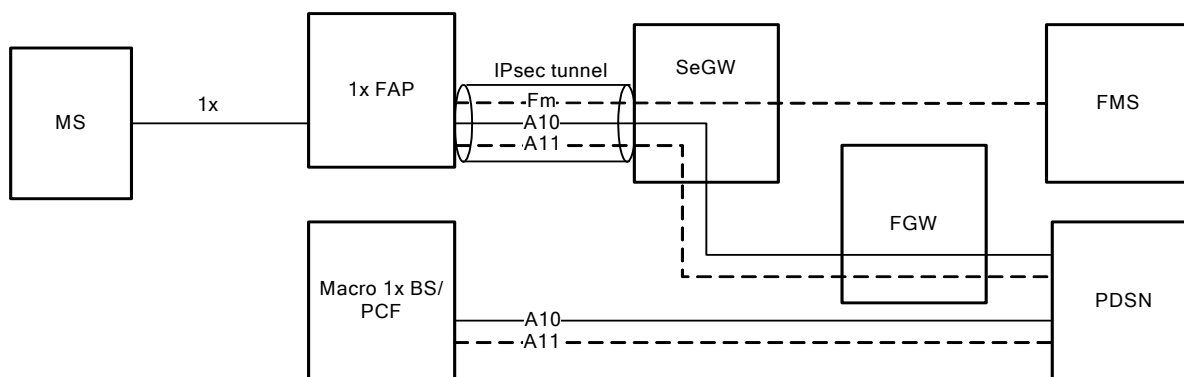 MS
1x
1x FAP
IPsec tunnel
Fm
A10
A11
SeGW
FMS
FGW
Macro 1x BS/
PCF
A10
A11
PDSN